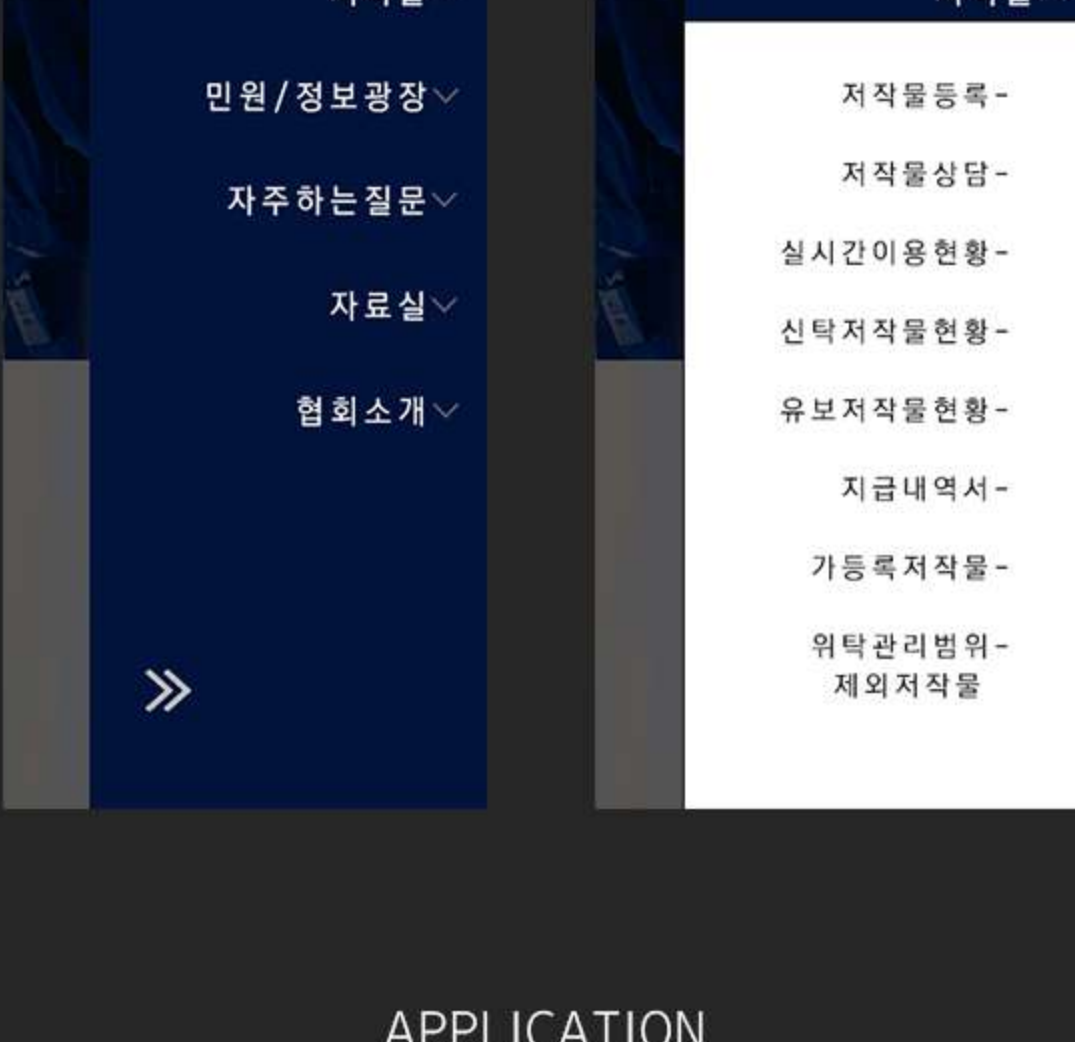 민원/정보광장
자주하는질문
자료실
협회소개
저작물등록-
저작물상담-
실시간이용현황-
신탁저작물현황-
유보저작물현황-
지급내역서-
가등록저작물-
위탁관리범위-
제외저작물
APPLICATION